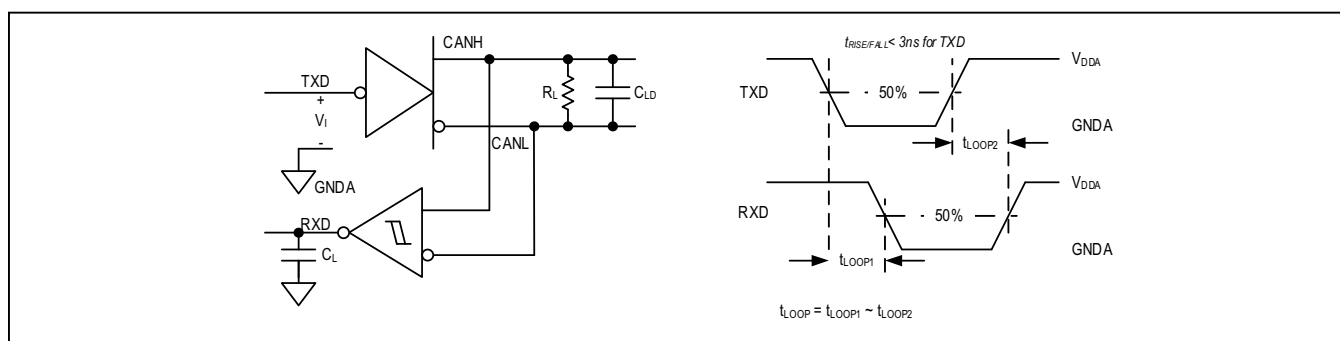 CANH
TXD
+
V_I
-
GNDA
R_L
C_LD
CANL
RXD
C_L
t_RISE/FALL< 3ns for TXD
TXD
50%
V_DDA
GNDA
t_LOOP2
RXD
50%
V_DDA
GNDA
t_LOOP1
t_LOOP = t_LOOP1 ~ t_LOOP2